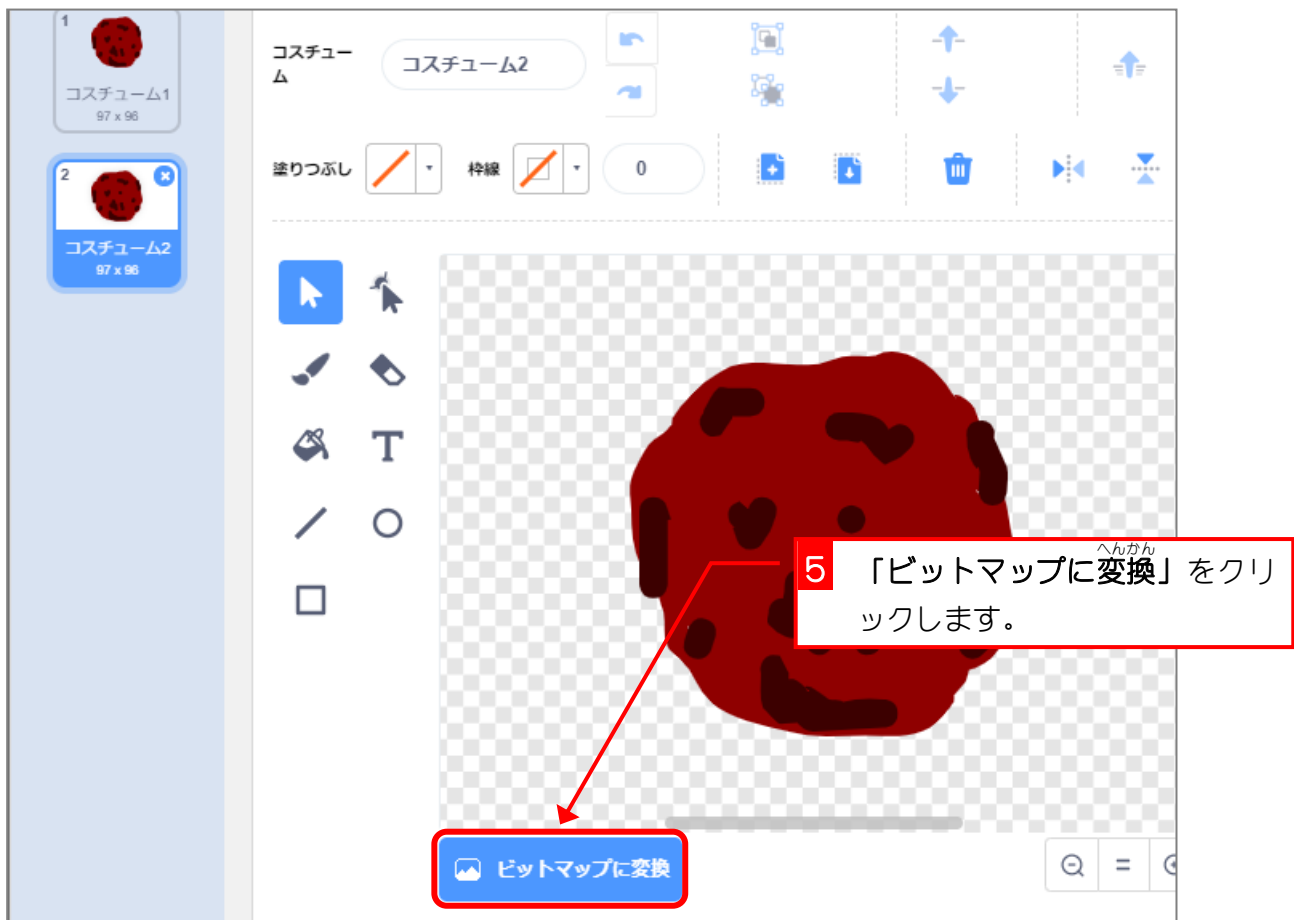 1
コスチューム1
97 x 96
2
コスチューム2
97 x 96
コスチュー
ム
コスチューム2
塗りつぶし
枠線
0
T
へんかん
5 「ビットマップに変換」をクリ
ックします。
ビットマップに変換